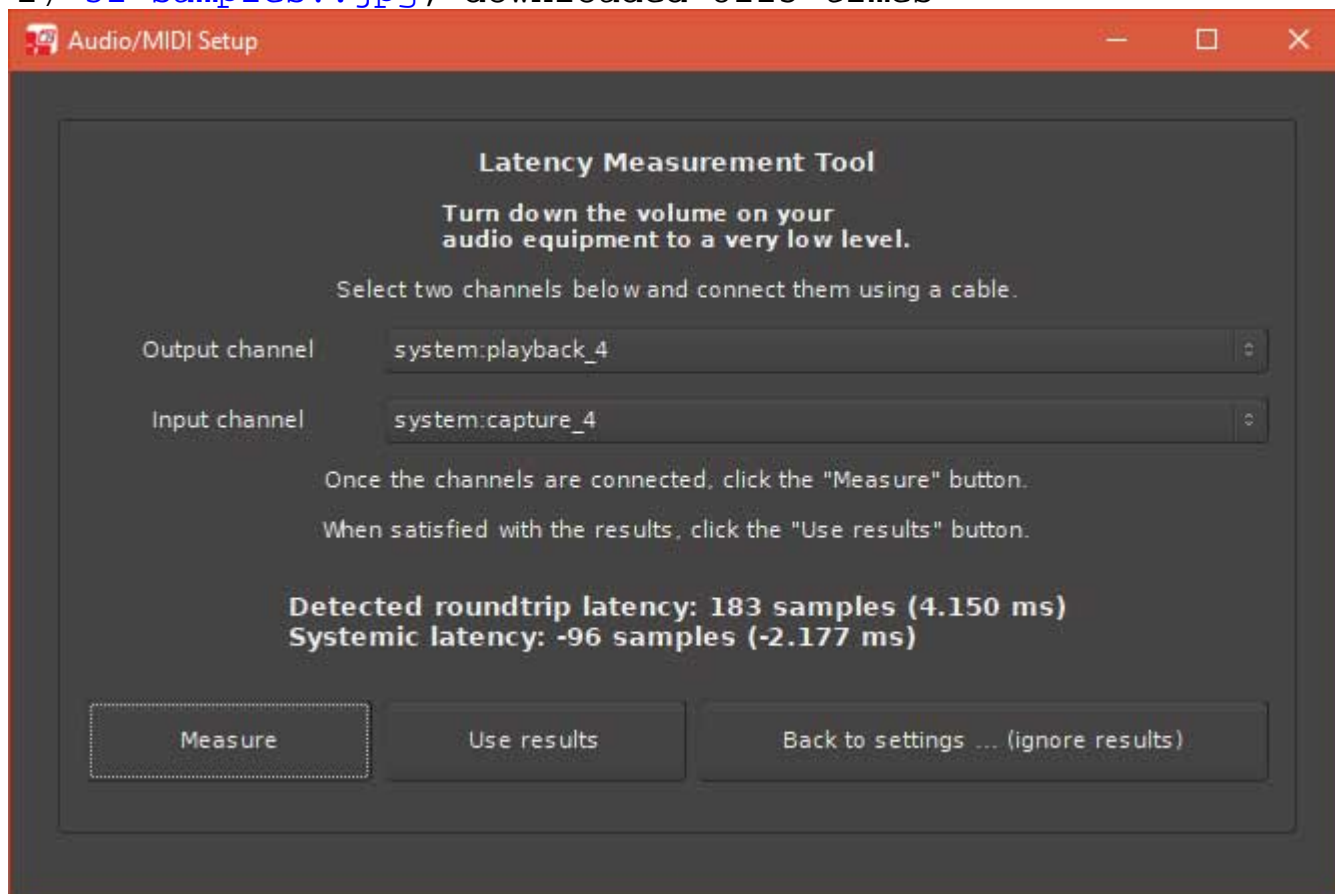 Audio/MIDI Setup
Latency Measurement Tool
Turn down the volume on your
audio equipment to a very low level.
Select two channels below and connect them using a cable.
Output channel system:playback_4
Input channel system:capture_4
Once the channels are connected, click the "Measure" button.
When satisfied with the results, click the "Use results" button.
Detected roundtrip latency: 183 samples (4.150 ms)
Systemic latency: -96 samples (-2.177 ms)
Measure Use results Back to settings ... (ignore results)